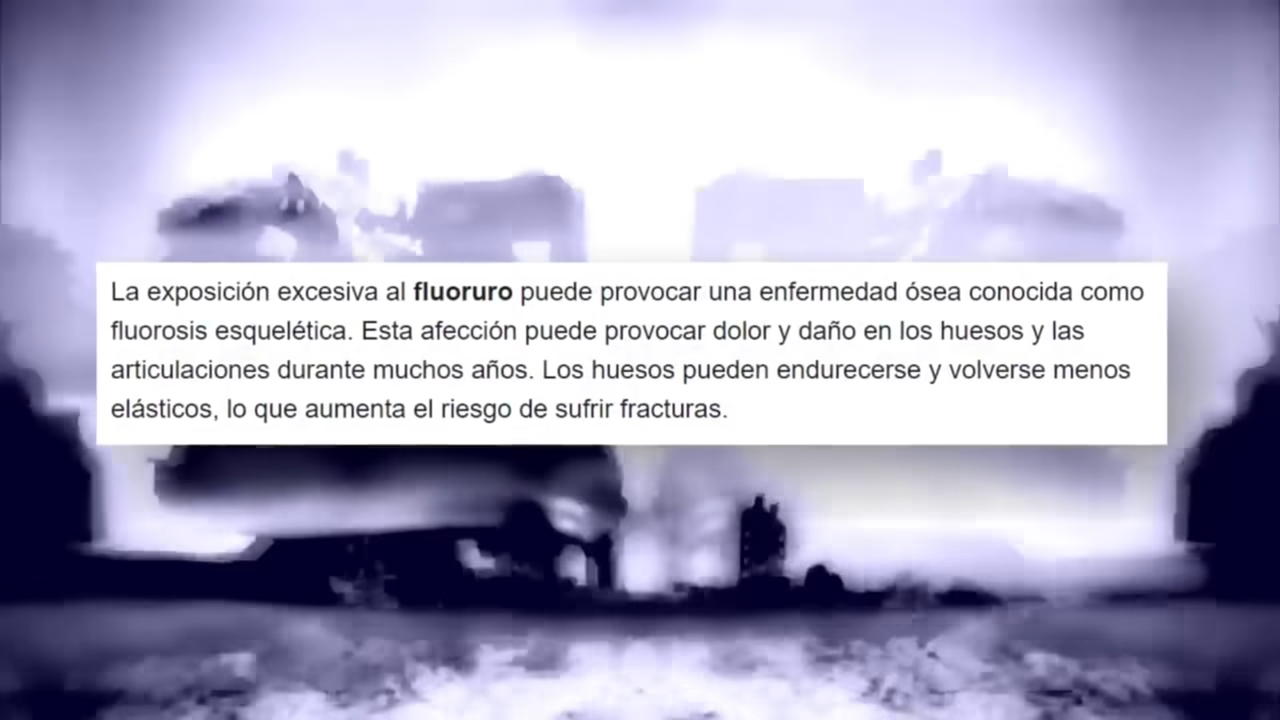 La exposición excesiva al fluoruro puede provocar una enfermedad ósea conocida como
fluorosis esquelética. Esta afección puede provocar dolor y daño en los huesos y las
articulaciones durante muchos años. Los huesos pueden endurecerse y volverse menos
elásticos, lo que aumenta el riesgo de sufrir fracturas.